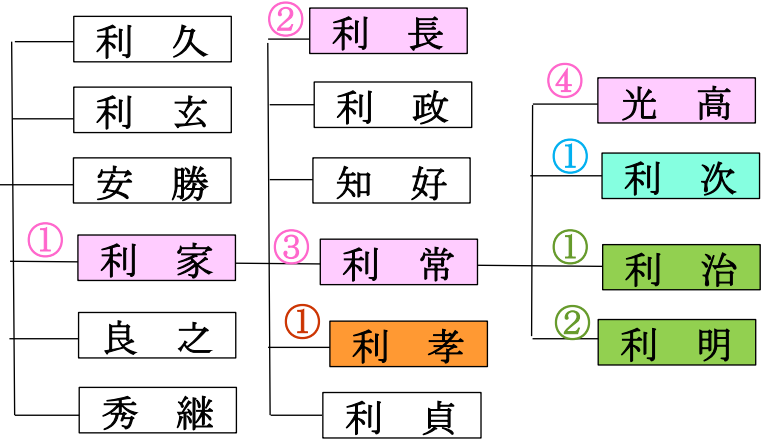 利久
利玄
安勝
① 利家
良之
秀継
② 利長
利政
知好
③ 利常
① 利孝
利貞
④ 光高
① 利次
① 利治
② 利明